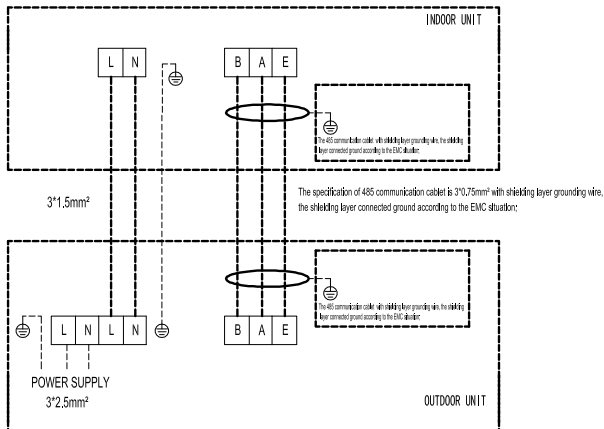 INDOOR UNIT
L N
B A E
The 485 communication cablet with shielding layer grounding wire, the shielding
layer connected ground according to the EMC situation;
3*1.5mm²
The specification of 485 communication cablet is 3*0.75mm² with shielding layer grounding wire,
the shielding layer connected ground according to the EMC situation;
The 485 communication cablet with shielding layer grounding wire, the shielding
layer connected ground according to the EMC situation;
L N L N
B A E
POWER SUPPLY
3*2.5mm²
OUTDOOR UNIT